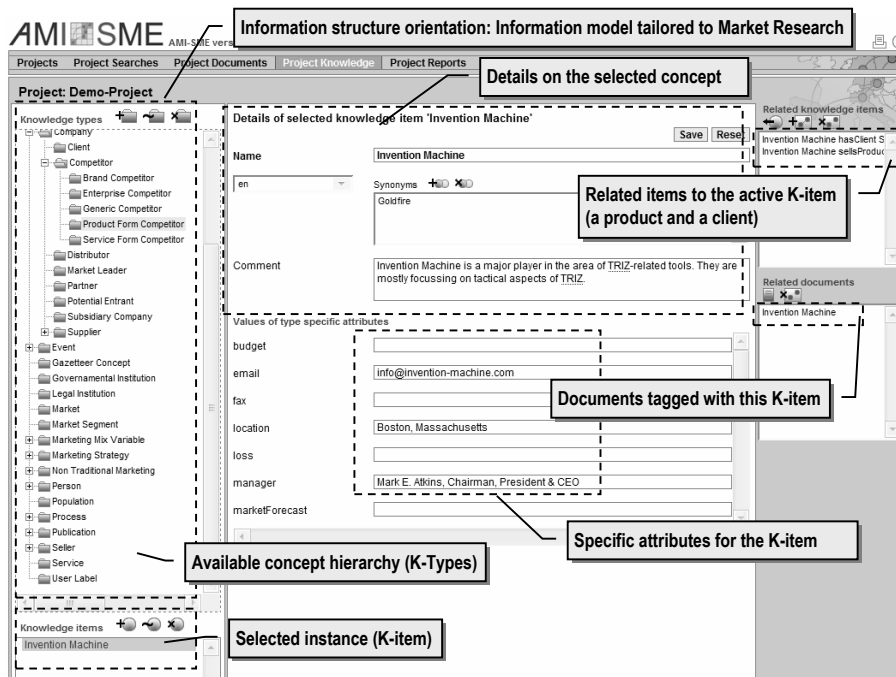 Information structure orientation: Information model tailored to Market Research
AMI SME AMI-SME vers
Projects Project Searches Project Documents Project Knowledge Project Reports
Details on the selected concept
Project: Demo-Project
Knowledge types
Company
Client
Competitor
Brand Competitor
Enterprise Competitor
Generic Competitor
Product Form Competitor
Service Form Competitor
Distributor
Market Leader
Partner
Potential Entrant
Subsidiary Company
Supplier
Event
Gazetteer Concept
Governamental Institution
Legal Institution
Market
Market Segment
Marketing Mix Variable
Marketing Strategy
Non Traditional Marketing
Person
Population
Process
Publication
Seller
Service
User Label
Available concept hierarchy (K-Types)
Knowledge items
Invention Machine
Selected instance (K-item)
Details of selected knowledge item 'Invention Machine'
Save Reset
Name Invention Machine
en Synonyms
Goldfire
Comment Invention Machine is a major player in the area of TRIZ-related tools. They are
mostly focussing on tactical aspects of TRIZ.
Values of type specific attributes
budget
email info@invention-machine.com
fax
location Boston, Massachusetts
loss
manager Mark E. Atkins, Chairman, President & CEO
marketForecast
Specific attributes for the K-item
Related knowledge items
Invention Machine hasClient S
Invention Machine sellsProduc
Related items to the active K-item
(a product and a client)
Related documents
Invention Machine
Documents tagged with this K-item